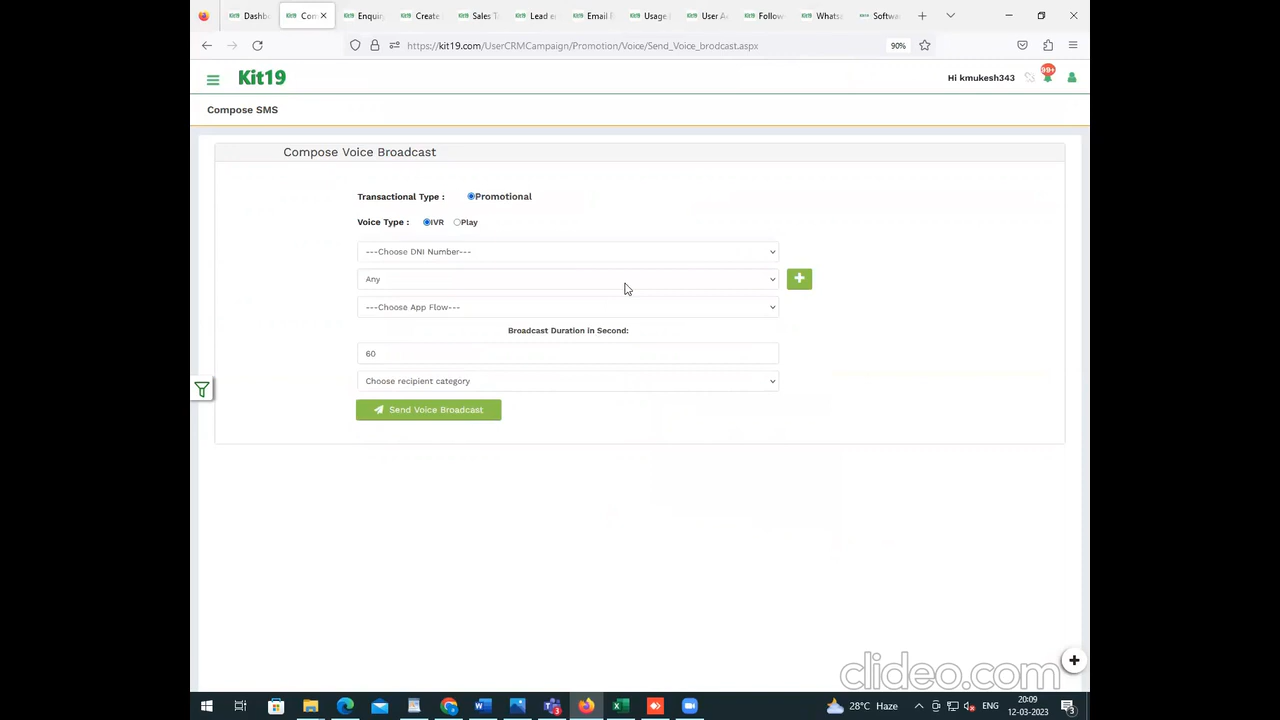 Dashbo
Com
Enquir
Create
Sales T
Lead e
Email
Usage
User A
Follow-
Whats
Softwa
https://kit19.com/UserCRMCampaign/Promotion/Voice/Send_Voice_brodcast.aspx
90%
Kit19
Hi kmukesh343
99+
Compose SMS
Compose Voice Broadcast
Transactional Type : Promotional
Voice Type : IVR Play
---Choose DNI Number---
Any
---Choose App Flow---
Broadcast Duration in Second:
60
Choose recipient category
Send Voice Broadcast
clideo.com
28°C Haze
ENG
20:09
12-03-2023